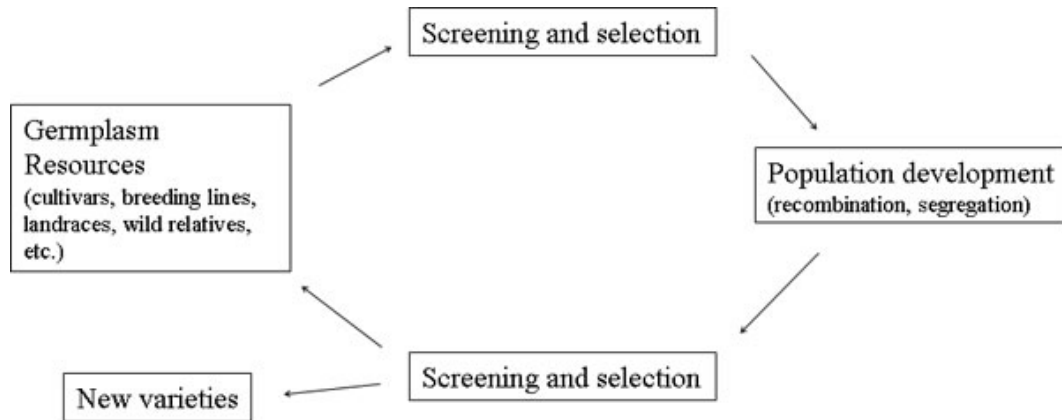 Screening and selection
Germplasm
Resources
(cultivars, breeding lines,
landraces, wild relatives,
etc.)
Population development
(recombination, segregation)
Screening and selection
New varieties